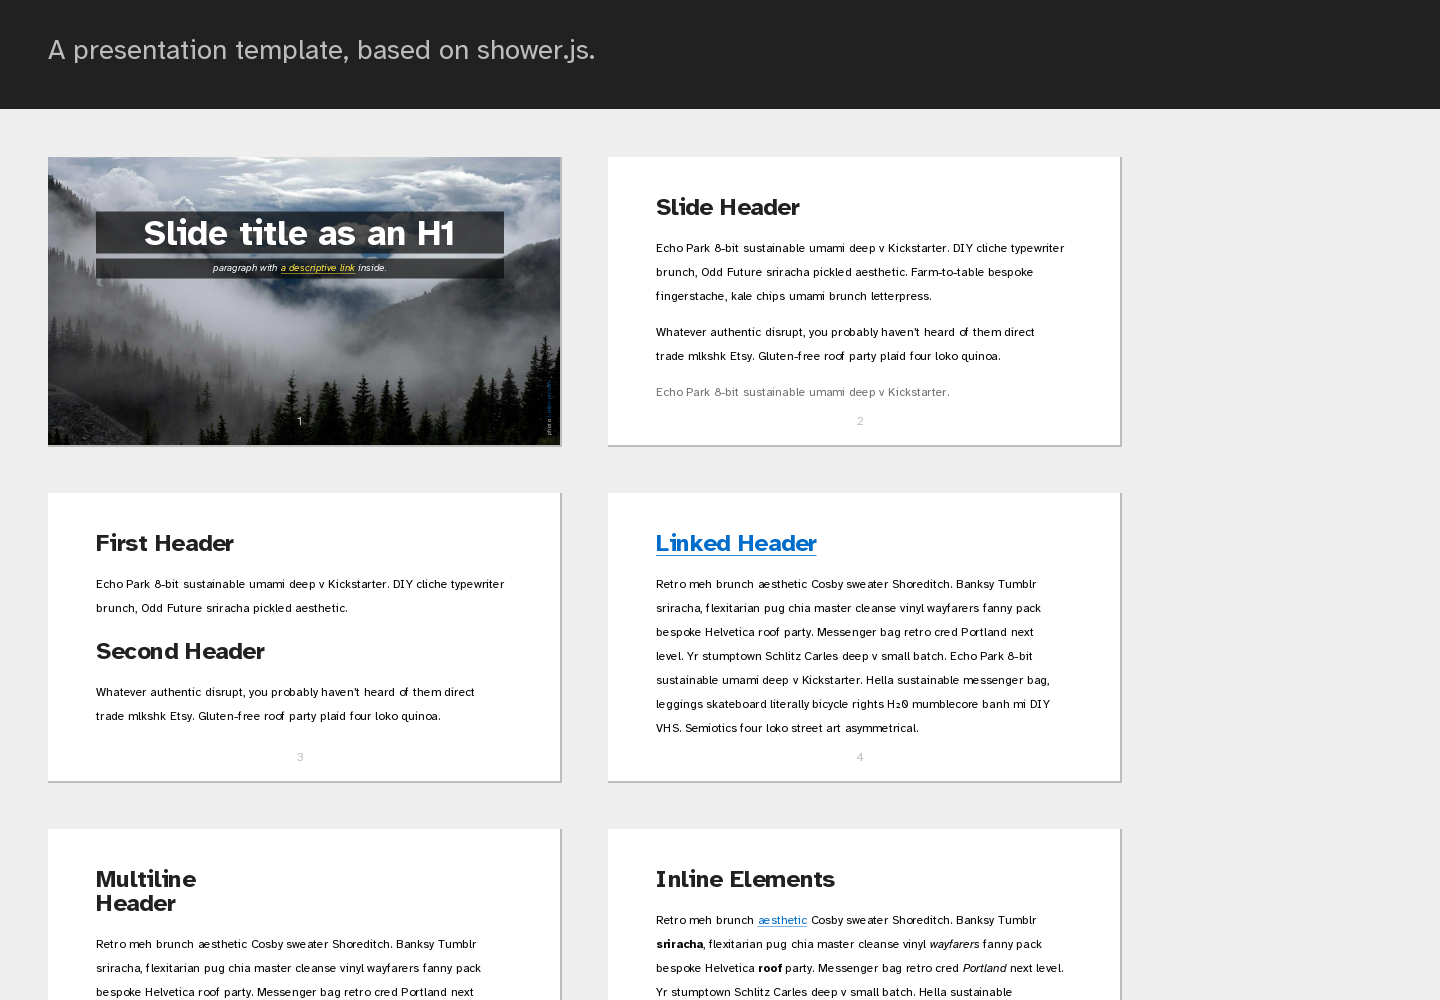 A presentation template, based on shower.js.
Slide title as an H1
paragraph with a descriptive link inside.
photo
1
Slide Header
Echo Park 8-bit sustainable umami deep v Kickstarter. DIY cliche typewriter
brunch, Odd Future sriracha pickled aesthetic. Farm-to-table bespoke
fingerstache, kale chips umami brunch letterpress.
Whatever authentic disrupt, you probably haven't heard of them direct
trade mlkshk Etsy. Gluten-free roof party plaid four loko quinoa.
Echo Park 8-bit sustainable umami deep v Kickstarter.
2
First Header
Echo Park 8-bit sustainable umami deep v Kickstarter. DIY cliche typewriter
brunch, Odd Future sriracha pickled aesthetic.
Second Header
Whatever authentic disrupt, you probably haven't heard of them direct
trade mlkshk Etsy. Gluten-free roof party plaid four loko quinoa.
3
Linked Header
Retro meh brunch aesthetic Cosby sweater Shoreditch. Banksy Tumblr
sriracha, flexitarian pug chia master cleanse vinyl wayfarers fanny pack
bespoke Helvetica roof party. Messenger bag retro cred Portland next
level. Yr stumptown Schlitz Carles deep v small batch. Echo Park 8-bit
sustainable umami deep v Kickstarter. Hella sustainable messenger bag,
leggings skateboard literally bicycle rights H₂0 mumblecore banh mi DIY
VHS. Semiotics four loko street art asymmetrical.
4
Multiline
Header
Retro meh brunch aesthetic Cosby sweater Shoreditch. Banksy Tumblr
sriracha, flexitarian pug chia master cleanse vinyl wayfarers fanny pack
bespoke Helvetica roof party. Messenger bag retro cred Portland next
Inline Elements
Retro meh brunch aesthetic Cosby sweater Shoreditch. Banksy Tumblr
sriracha, flexitarian pug chia master cleanse vinyl wayfarers fanny pack
bespoke Helvetica roof party. Messenger bag retro cred Portland next level.
Yr stumptown Schlitz Carles deep v small batch. Hella sustainable